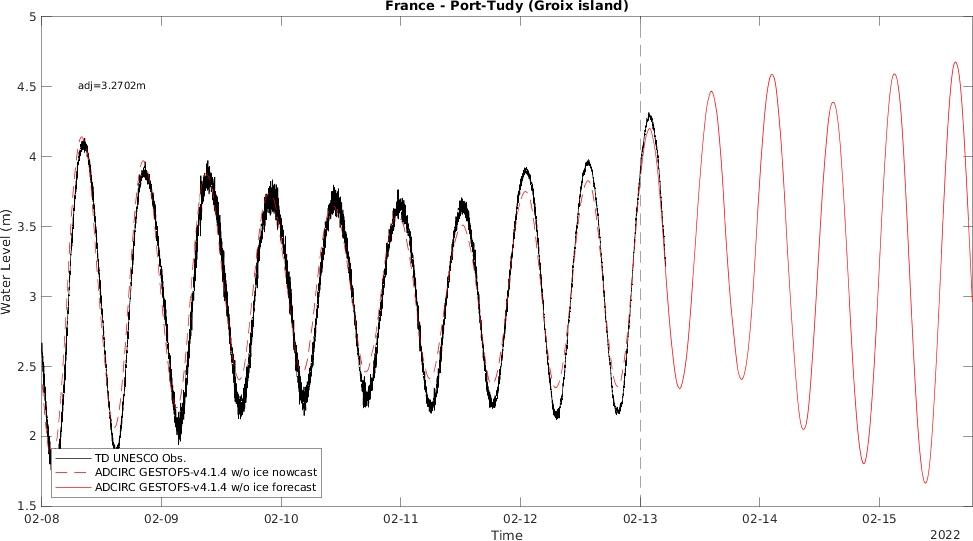 France - Port-Tudy (Groix island)
5
4.5
4
3.5
3
2.5
2
1.5
Water Level (m)
adj=3.2702m
TD UNESCO Obs.
ADCIRC GESTOFS-v4.1.4 w/o ice nowcast
ADCIRC GESTOFS-v4.1.4 w/o ice forecast
02-08 02-09 02-10 02-11 02-12 02-13 02-14 02-15
Time
2022